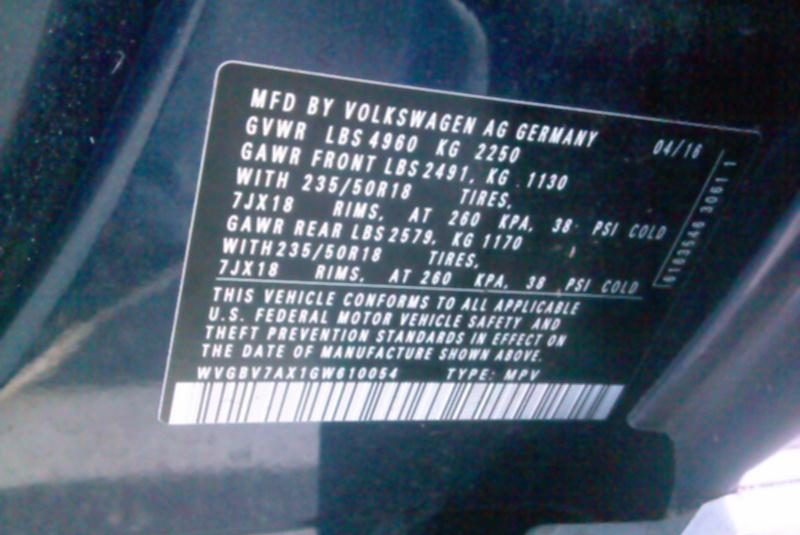 MFD BY VOLKSWAGEN AG GERMANY 04/16
GVWR LBS 4960 KG 2250
GAWR FRONT LBS 2491, KG 1130
WITH 235/50R18 TIRES,
7JX18 RIMS, AT 260 KPA, 38 PSI COLD
GAWR REAR LBS 2579, KG 1170
WITH 235/50R18 TIRES,
7JX18 RIMS, AT 260 KPA, 38 PSI COLD
THIS VEHICLE CONFORMS TO ALL APPLICABLE
U.S. FEDERAL MOTOR VEHICLE SAFETY AND
THEFT PREVENTION STANDARDS IN EFFECT ON
THE DATE OF MANUFACTURE SHOWN ABOVE.
WVGBV7AX1GW610054 TYPE: MPV